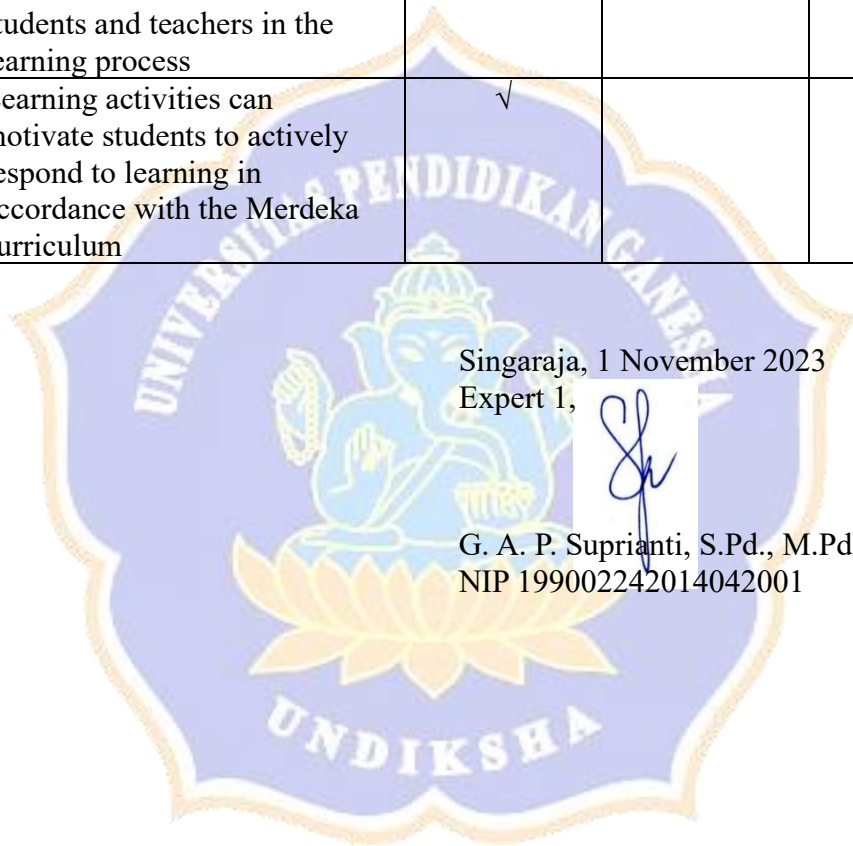 tudents and teachers in the
earning process
earning activities can
otivate students to actively
espond to learning in
ccordance with the Merdeka
urriculum
√
UNIVERSITAS PENDIDIKAN GANESHA
Singaraja, 1 November 2023
Expert 1,
G. A. P. Suprianti, S.Pd., M.Pd
NIP 199002242014042001
UNDIKSHA